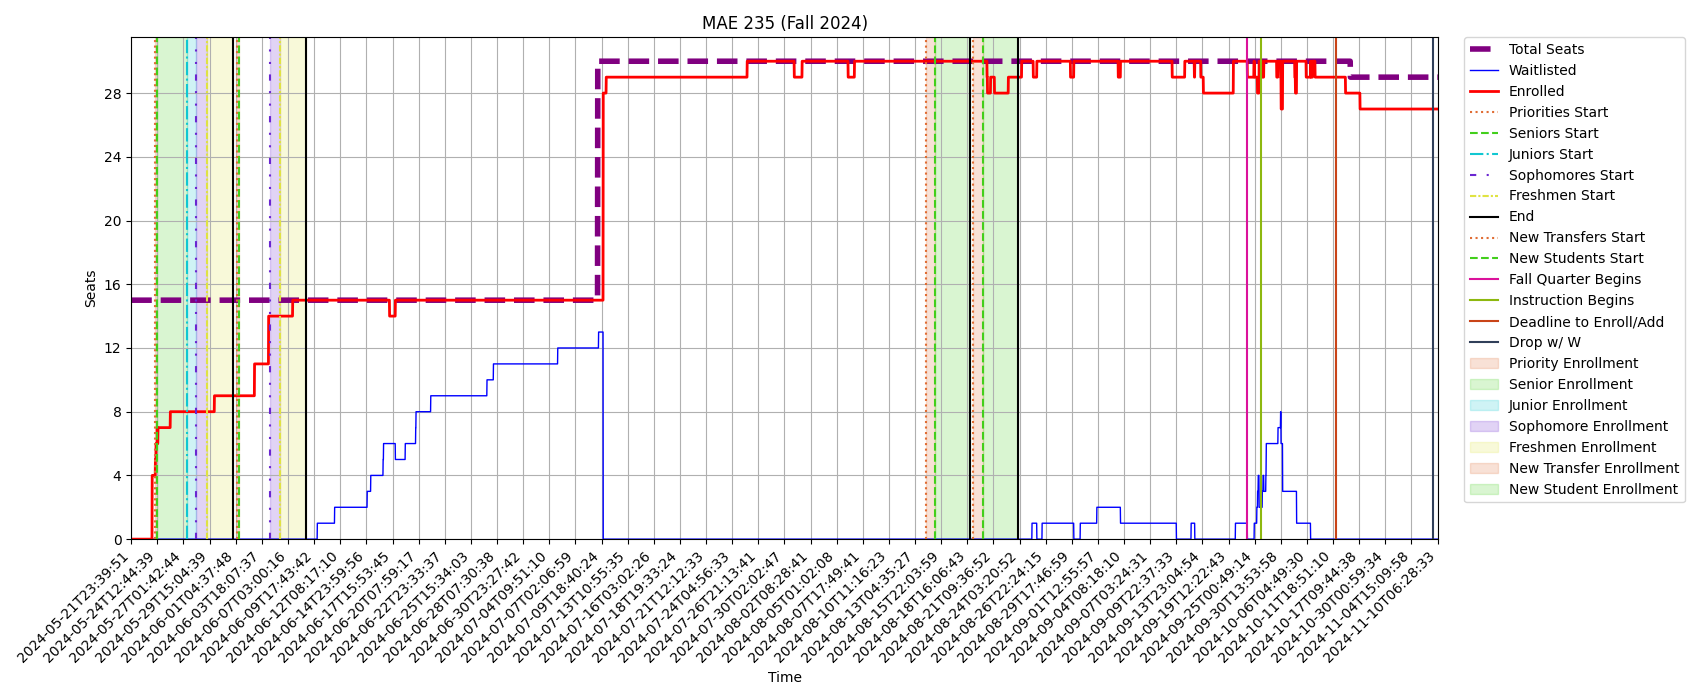 MAE 235 (Fall 2024)
Seats
28
24
20
16
12
8
4
0
2024-05-21T23:39:51
2024-05-24T12:44:39
2024-05-27T01:42:44
2024-05-29T15:04:39
2024-06-01T04:37:48
2024-06-03T18:07:37
2024-06-07T03:00:16
2024-06-09T17:43:42
2024-06-12T08:17:10
2024-06-14T23:59:56
2024-06-17T15:53:45
2024-06-20T07:59:17
2024-06-22T23:33:37
2024-06-25T15:34:03
2024-06-28T07:30:38
2024-06-30T23:27:42
2024-07-04T09:51:10
2024-07-07T02:06:59
2024-07-09T18:40:24
2024-07-13T10:55:35
2024-07-16T03:02:26
2024-07-18T19:33:24
2024-07-21T12:12:33
2024-07-24T04:56:33
2024-07-26T21:13:41
2024-07-30T02:02:47
2024-08-02T08:28:41
2024-08-05T01:02:08
2024-08-07T17:49:41
2024-08-10T11:16:23
2024-08-13T04:35:27
2024-08-15T22:03:59
2024-08-18T16:06:43
2024-08-21T09:36:52
2024-08-24T03:20:52
2024-08-26T22:24:15
2024-08-29T17:46:59
2024-09-01T12:55:57
2024-09-04T08:18:10
2024-09-07T03:24:31
2024-09-09T22:37:33
2024-09-13T23:04:54
2024-09-19T12:22:43
2024-09-25T00:49:14
2024-09-30T13:53:58
2024-10-06T04:49:30
2024-10-11T18:51:10
2024-10-17T09:44:38
2024-10-30T00:59:34
2024-11-04T15:09:58
2024-11-10T06:28:33
Time
Total Seats
Waitlisted
Enrolled
Priorities Start
Seniors Start
Juniors Start
Sophomores Start
Freshmen Start
End
New Transfers Start
New Students Start
Fall Quarter Begins
Instruction Begins
Deadline to Enroll/Add
Drop w/ W
Priority Enrollment
Senior Enrollment
Junior Enrollment
Sophomore Enrollment
Freshmen Enrollment
New Transfer Enrollment
New Student Enrollment